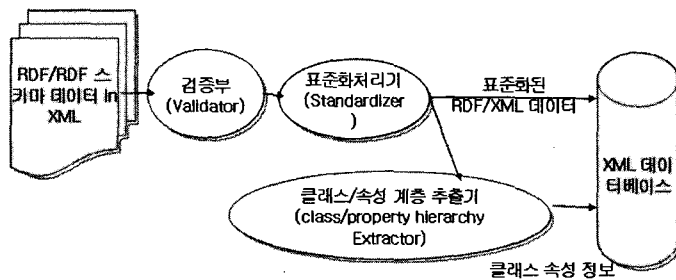 RDF/RDF 스
키마 데이터 in
XML
검증부
(Validator)
표준화처리기
(Standardizer
)
표준화된
RDF/XML 데이터
XML 데이
터베이스
클래스/속성 계층 추출기
(class/property hierarchy
Extractor)
클래스 속성 정보